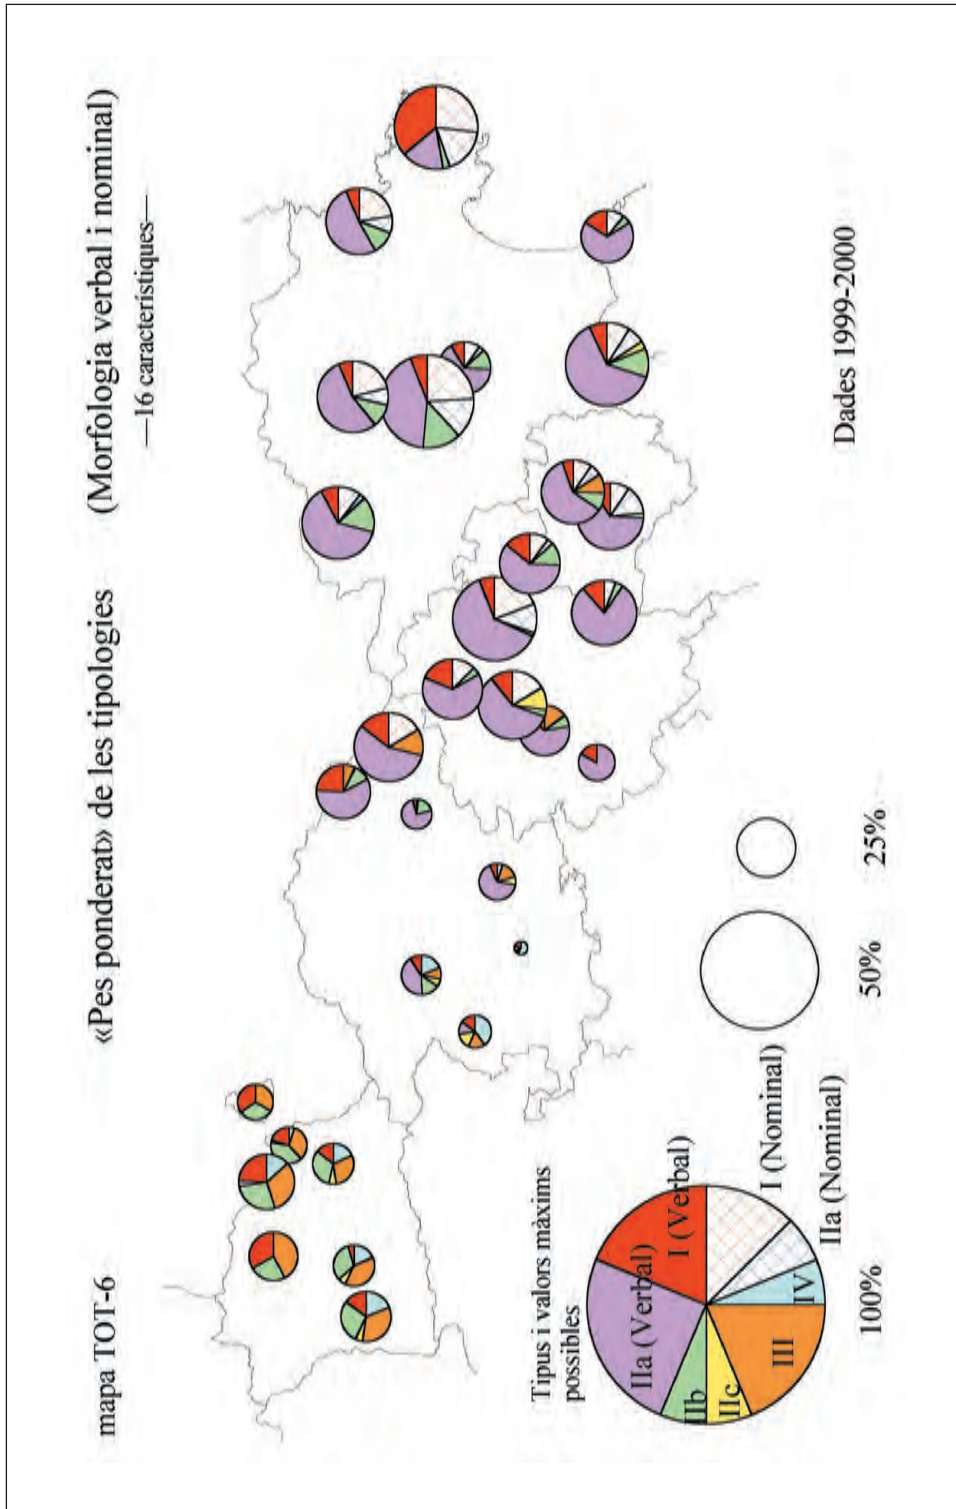 mapa TOT-6
«Pes ponderat» de les tipologies
(Morfologia verbal i nominal)
—16 característiques—
Tipus i valors màxims
possibles
I (Verbal)
IIa (Verbal)
IIb
IIc
III
IV
I (Nominal)
IIa (Nominal)
100%
50%
25%
Dades 1999-2000